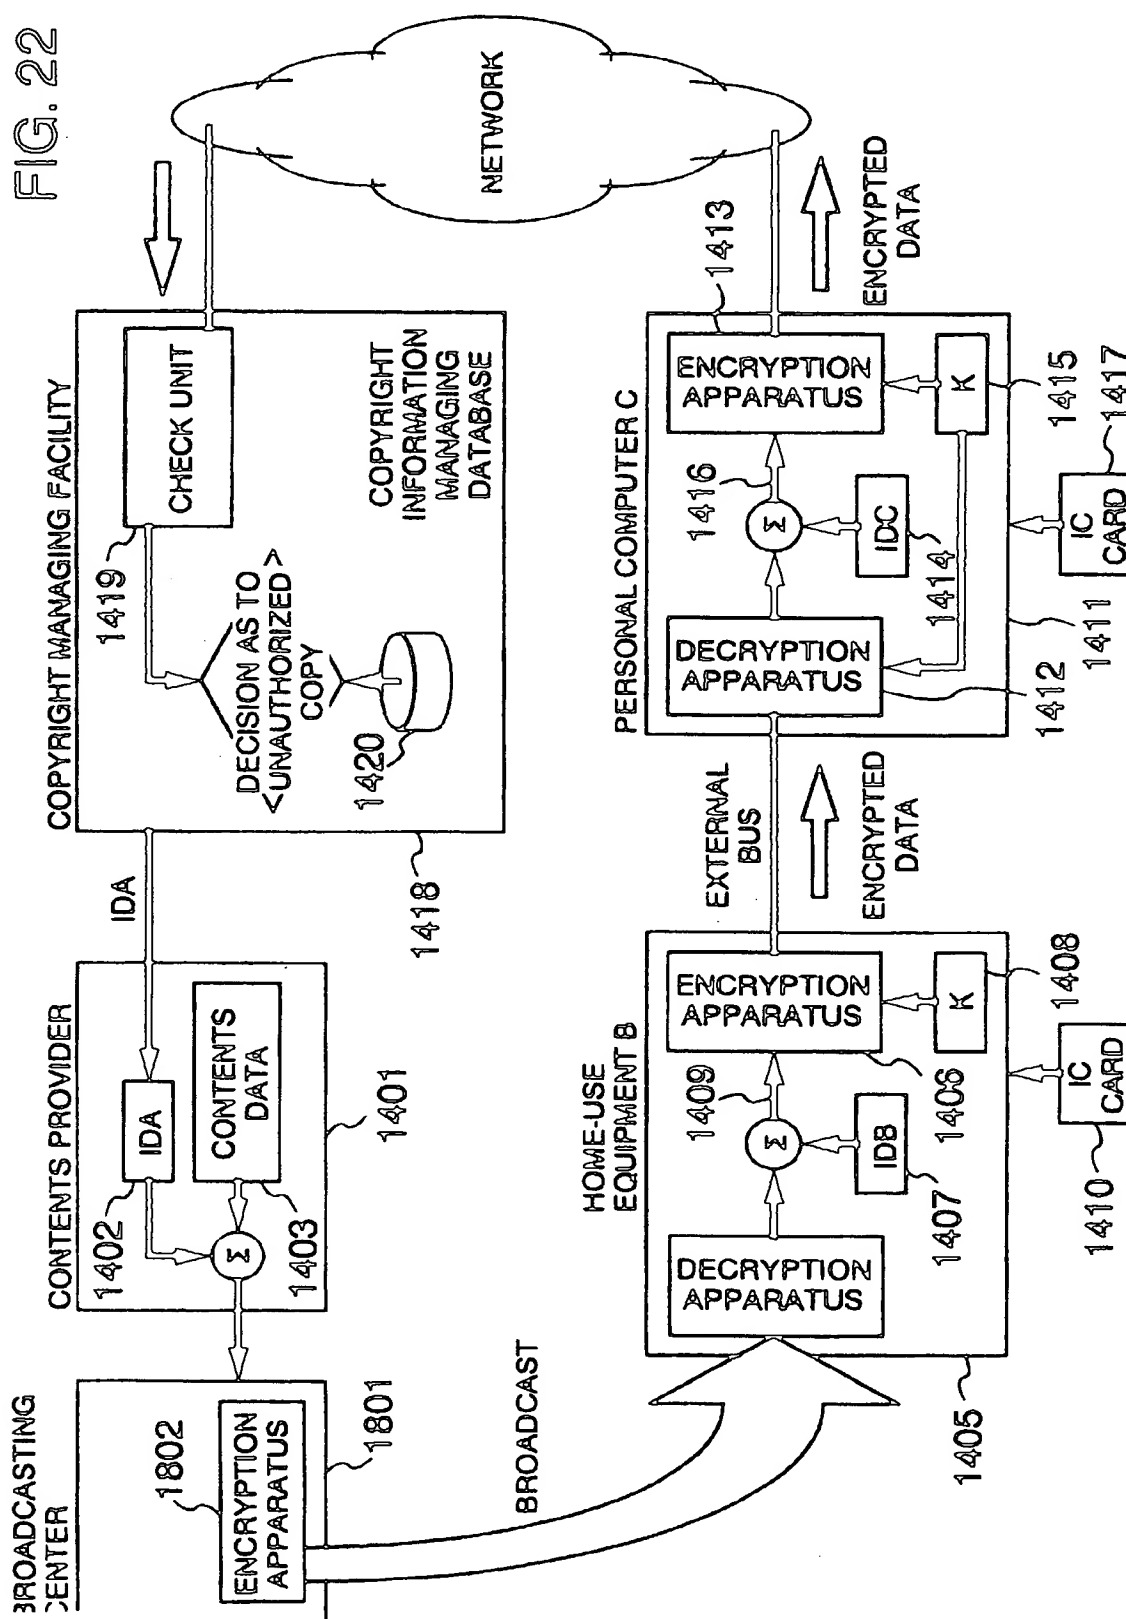 FIG. 22
BROADCASTING
CENTER
1802
ENCRYPTION
APPARATUS
1801
BROADCAST
CONTENTS PROVIDER
1402
IDA
CONTENTS
DATA
Σ
1403
1401
IDA
COPYRIGHT MANAGING FACILITY
1419
CHECK UNIT
DECISION AS TO
<UNAUTHORIZED>
COPY
1420
COPYRIGHT
INFORMATION
MANAGING
DATABASE
1418
NETWORK
HOME-USE
EQUIPMENT B
DECRYPTION
APPARATUS
Σ
1409
ENCRYPTION
APPARATUS
1406
IDB
1407
K
1408
1405
IC
CARD
1410
EXTERNAL
BUS
ENCRYPTED
DATA
PERSONAL COMPUTER C
DECRYPTION
APPARATUS
1412
Σ
1416
ENCRYPTION
APPARATUS
1413
IDC
1414
K
1415
1411
IC
CARD
1417
ENCRYPTED
DATA